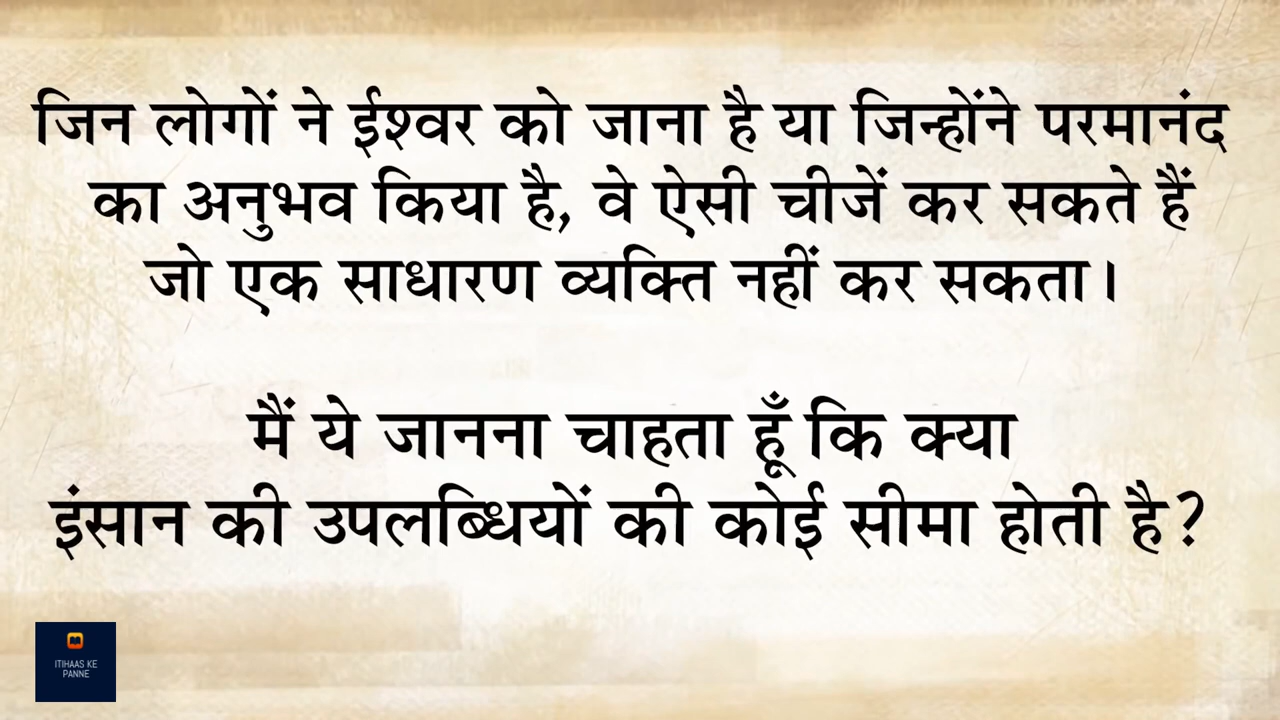 जिन लोगों ने ईश्वर को जाना है या जिन्होंने परमानंद
का अनुभव किया है, वे ऐसी चीजें कर सकते हैं
जो एक साधारण व्यक्ति नहीं कर सकता।
मैं ये जानना चाहता हूँ कि क्या
इंसान की उपलब्धियों की कोई सीमा होती है?
ITIHAAS KE
PANNE